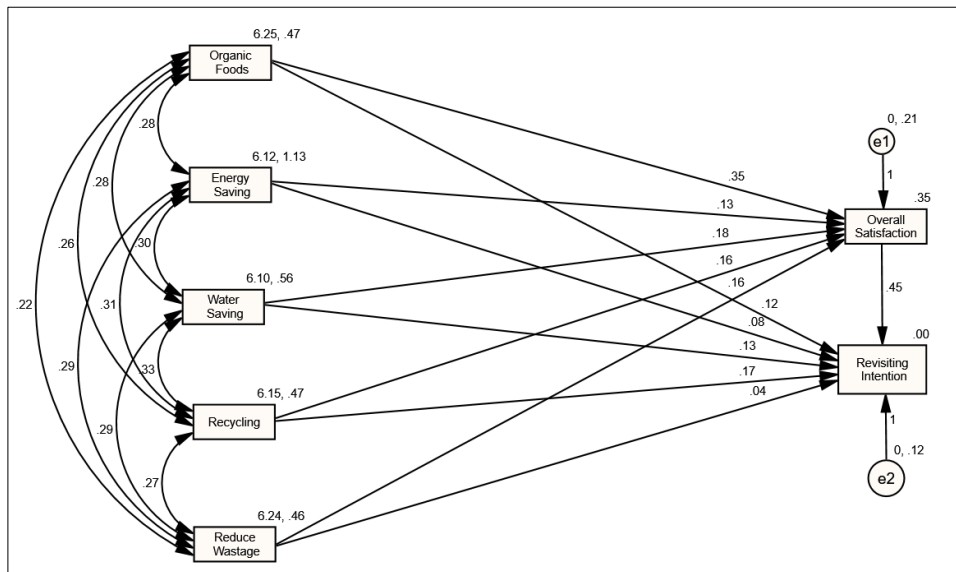 6.25, .47
Organic
Foods
.28
6.12, 1.13
Energy
Saving
.35
0, .21
e1
1
.35
.13
Overall
Satisfaction
.28
.18
.26
.30
.16
6.10, .56
.16
.45
.22
.31
Water
Saving
.12
.08
.00
.13
Revisiting
Intention
.29
.33
6.15, .47
.17
.04
Recycling
1
.29
0, .12
e2
.27
6.24, .46
Reduce
Wastage